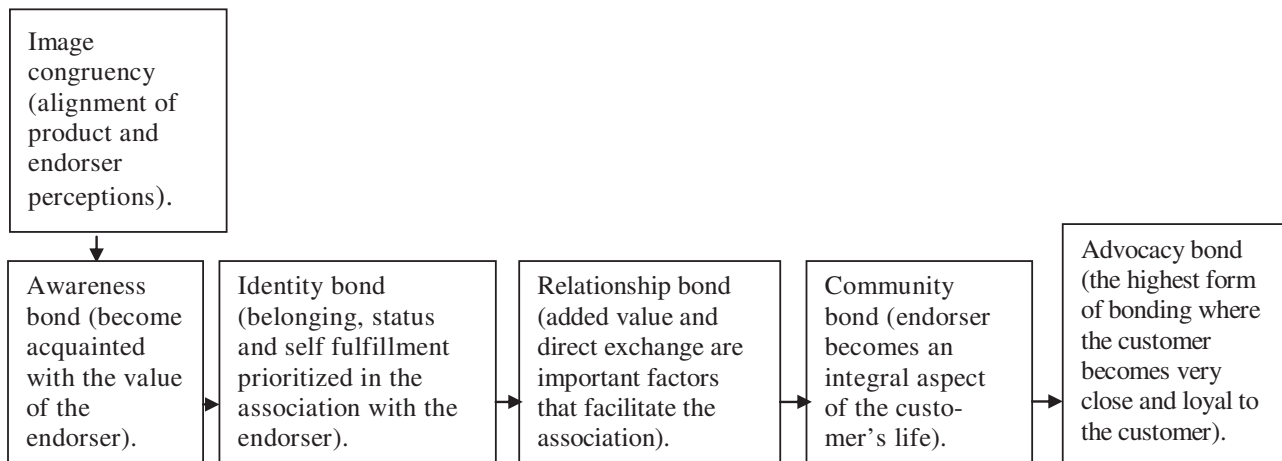 Image
congruency
(alignment of
product and
endorser
perceptions).
Awareness
bond (become
acquainted
with the value
of the
endorser).
Identity bond
(belonging, status
and self fulfillment
prioritized in the
association with the
endorser).
Relationship bond
(added value and
direct exchange are
important factors
that facilitate the
association).
Community
bond (endorser
becomes an
integral aspect
of the custo-
mer’s life).
Advocacy bond
(the highest form
of bonding where
the customer
becomes very
close and loyal to
the customer).